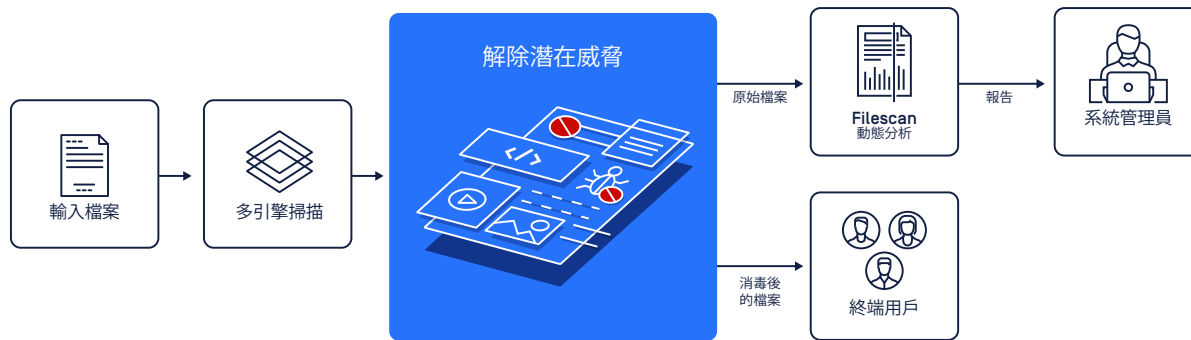 輸入檔案
多引擎掃描
解除潛在威脅
</>
原始檔案
Filescan
動態分析
報告
系統管理員
消毒後
的檔案
終端用戶